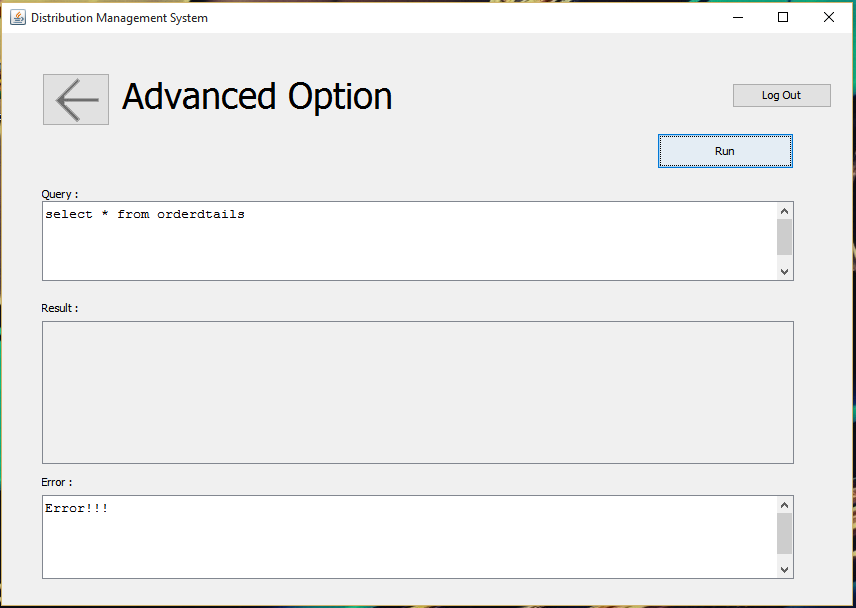 Distribution Management System
Advanced Option
Log Out
Run
Query :
select * from orderdtails
Result :
Error :
Error!!!